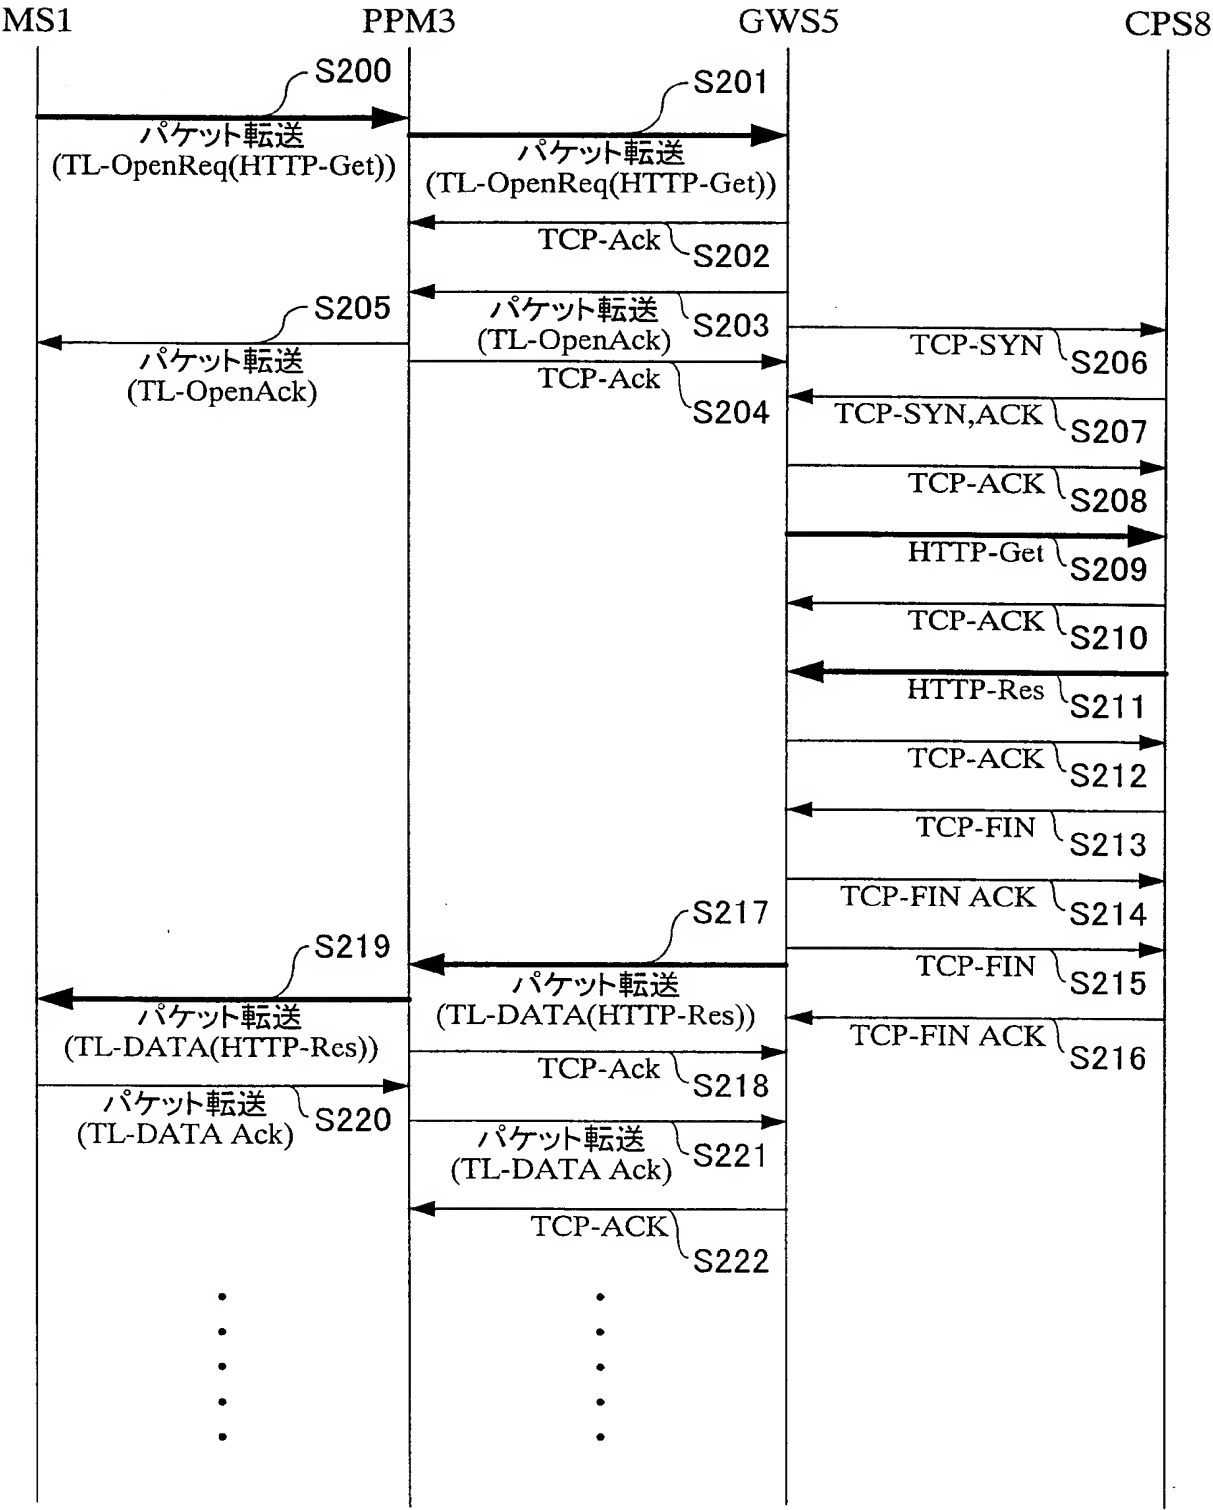 MS1
PPM3
GWS5
CPS8
S200
S201
パケット転送
(TL-OpenReq(HTTP-Get))
パケット転送
(TL-OpenReq(HTTP-Get))
TCP-Ack
S202
S205
パケット転送
(TL-OpenAck)
S203
TCP-SYN
S206
パケット転送
(TL-OpenAck)
TCP-Ack
S204
TCP-SYN,ACK
S207
TCP-ACK
S208
HTTP-Get
S209
TCP-ACK
S210
HTTP-Res
S211
TCP-ACK
S212
TCP-FIN
S213
TCP-FIN ACK
S214
S217
S219
TCP-FIN
S215
パケット転送
(TL-DATA(HTTP-Res))
パケット転送
(TL-DATA(HTTP-Res))
TCP-FIN ACK
S216
TCP-Ack
S218
パケット転送
(TL-DATA Ack)
S220
パケット転送
(TL-DATA Ack)
S221
TCP-ACK
S222